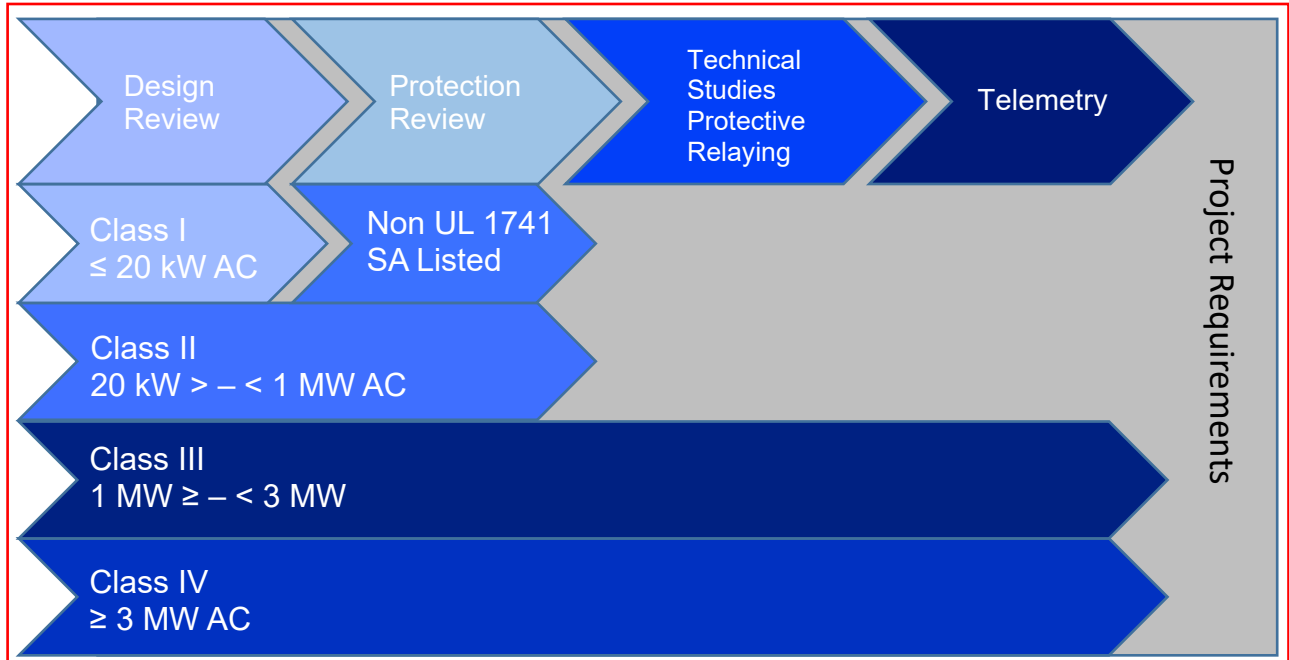 Design
Review
Protection
Review
Technical
Studies
Protective
Relaying
Telemetry
Project Requirements
Class I
≤ 20 kW AC
Non UL 1741
SA Listed
Class II
20 kW > – < 1 MW AC
Class III
1 MW ≥ – < 3 MW
Class IV
≥ 3 MW AC